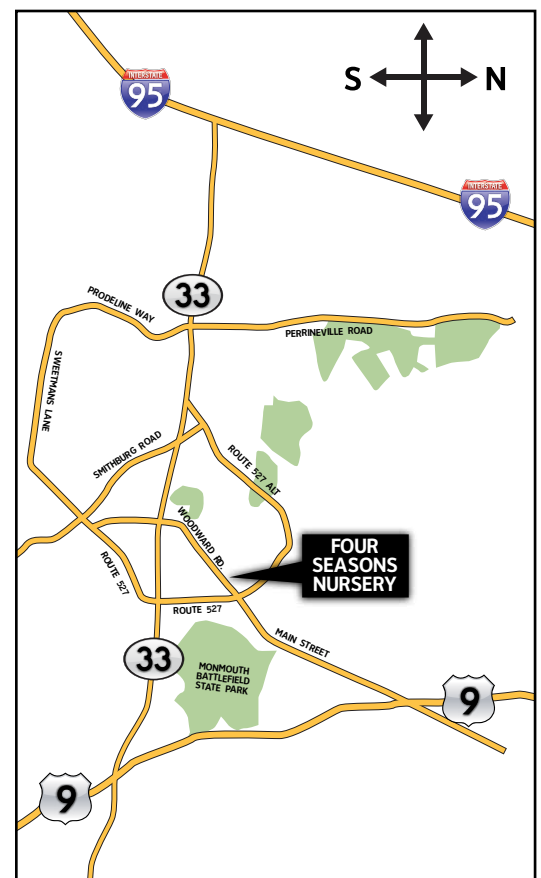 INTERSTATE
95
S
N
INTERSTATE
95
33
PRODELINE WAY
PERRINEVILLE ROAD
SWEETMANS LANE
SMITHBURG ROAD
ROUTE 527 ALT
WOODWARD RD.
FOUR
SEASONS
NURSERY
ROUTE 527
ROUTE 527
MAIN STREET
33
MONMOUTH
BATTLEFIELD
STATE PARK
9
9